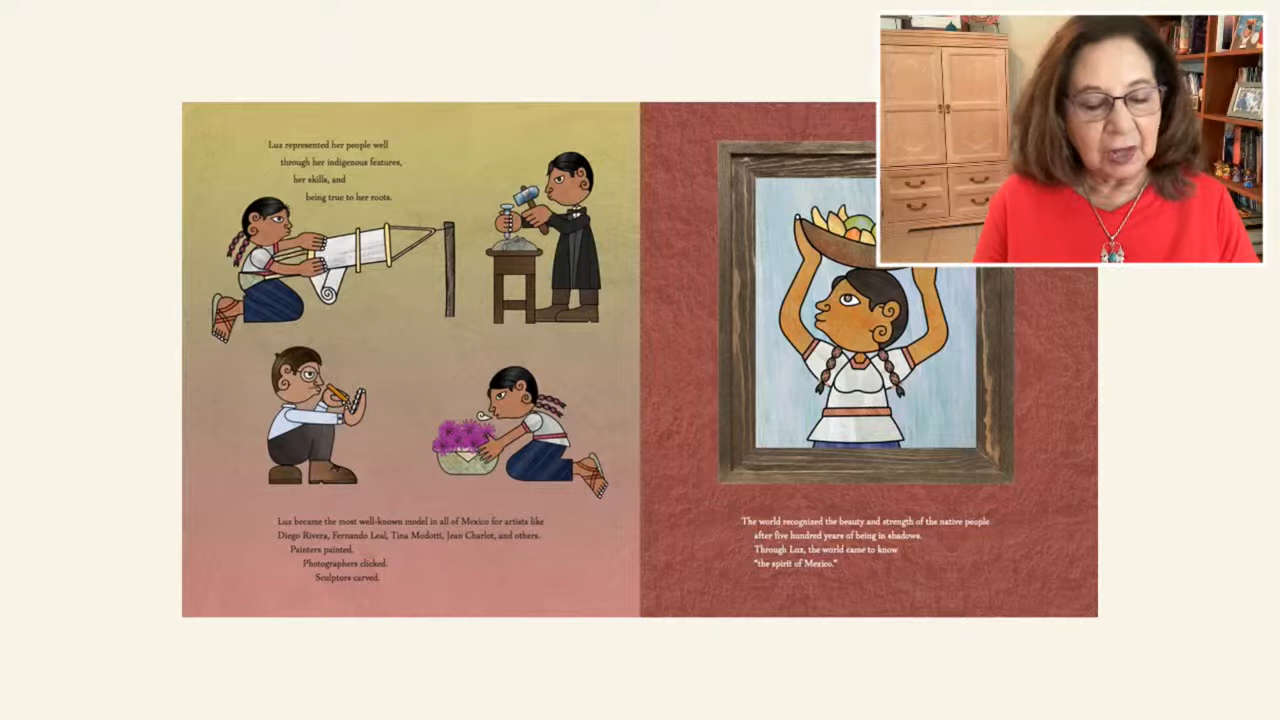 Luz represented her people well
through her indigenous features,
her skills, and
being true to her roots.
Luz became the most well-known model in all of Mexico for artists like
Diego Rivera, Fernando Leal, Tina Modotti, Jean Charlot, and others.
Painters painted.
Photographers clicked.
Sculptors carved.
The world recognized the beauty and strength of the native people
after five hundred years of being in shadows.
Through Luz, the world came to know
"the spirit of Mexico."